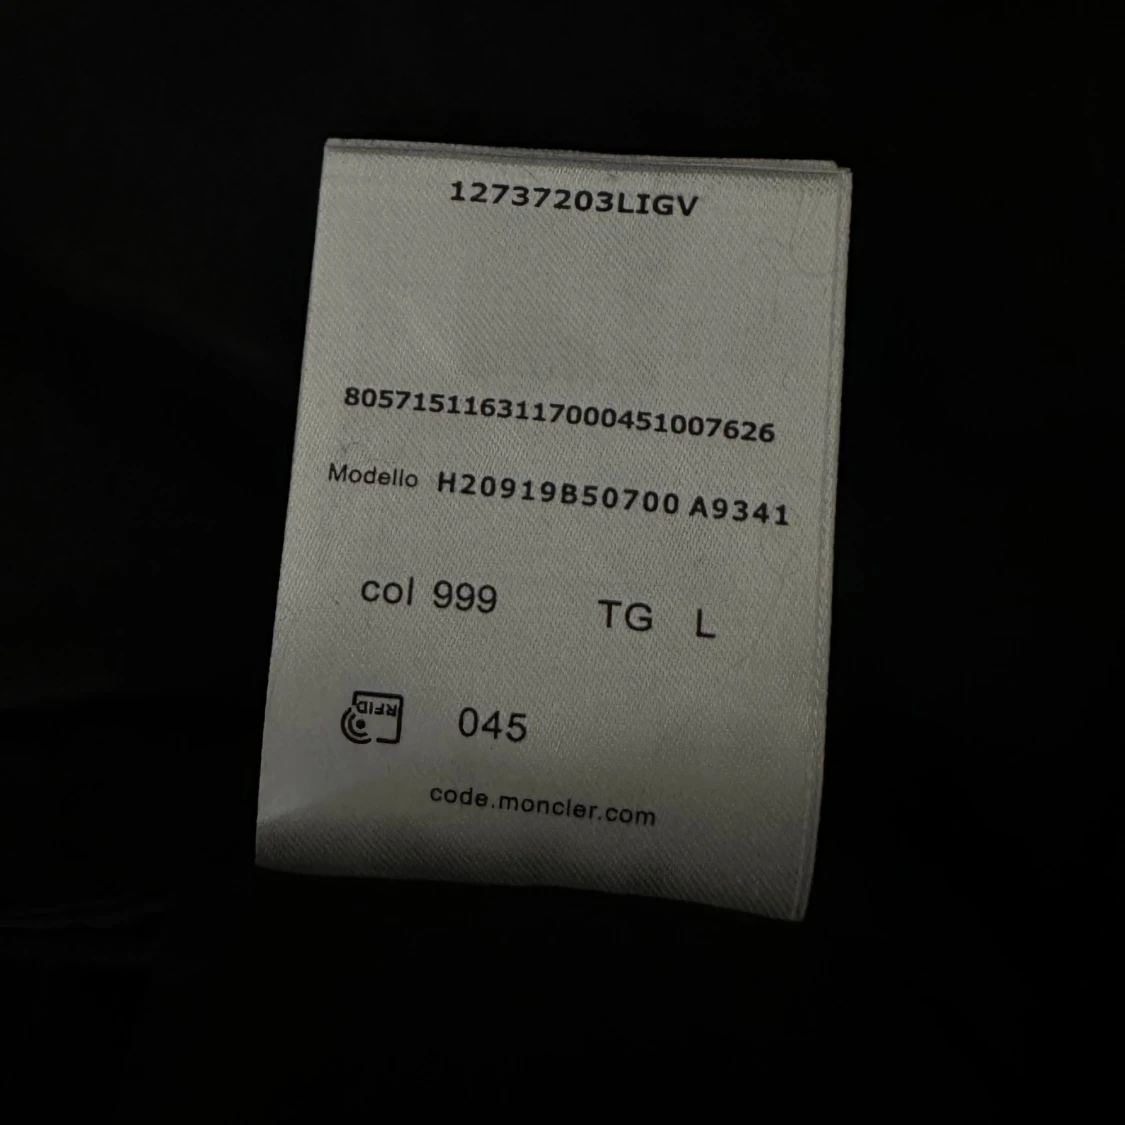 12737203LIGV
8057151163117000451007626
Modello H20919B50700 A9341
col 999 TG L
RFID 045
code.moncler.com